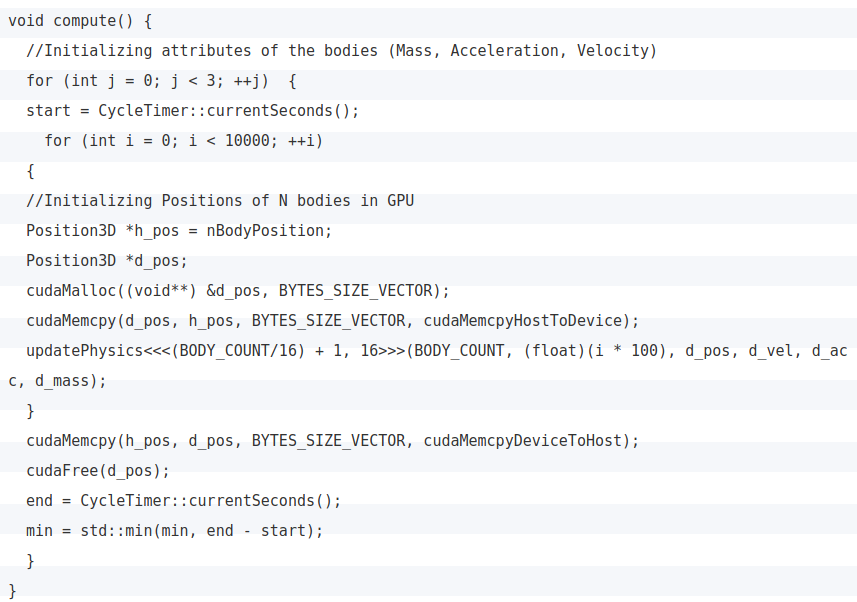 void compute() {
  //Initializing attributes of the bodies (Mass, Acceleration, Velocity)
  for (int j = 0; j < 3; ++j)  {
  start = CycleTimer::currentSeconds();
    for (int i = 0; i < 10000; ++i)
  {
  //Initializing Positions of N bodies in GPU
  Position3D *h_pos = nBodyPosition;
  Position3D *d_pos;
  cudaMalloc((void**) &d_pos, BYTES_SIZE_VECTOR);
  cudaMemcpy(d_pos, h_pos, BYTES_SIZE_VECTOR, cudaMemcpyHostToDevice);
  updatePhysics<<<(BODY_COUNT/16) + 1, 16>>>(BODY_COUNT, (float)(i * 100), d_pos, d_vel, d_ac
c, d_mass);
  }
  cudaMemcpy(h_pos, d_pos, BYTES_SIZE_VECTOR, cudaMemcpyDeviceToHost);
  cudaFree(d_pos);
  end = CycleTimer::currentSeconds();
  min = std::min(min, end - start);
  }
}